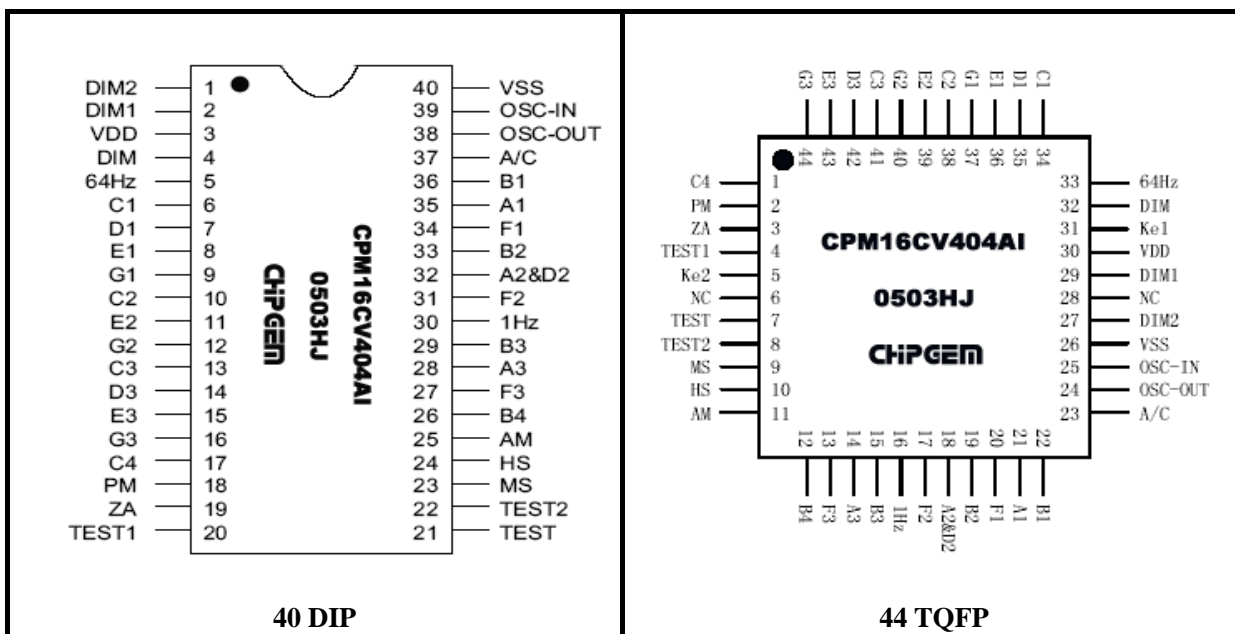 DIM2 1 40 VSS
DIM1 2 39 OSC-IN
VDD 3 38 OSC-OUT
DIM 4 37 A/C
64Hz 5 36 B1
C1 6 35 A1
D1 7 34 F1
E1 8 33 B2
G1 9 32 A2&D2
C2 10 31 F2
E2 11 30 1Hz
G2 12 29 B3
C3 13 28 A3
D3 14 27 F3
E3 15 26 B4
G3 16 25 AM
C4 17 24 HS
PM 18 23 MS
ZA 19 22 TEST2
TEST1 20 21 TEST
CPM16CV404AI
0503HJ
CHiPGEM
40 DIP
G3 E3 D3 C3 G2 E2 C2 G1 E1 D1 C1
44 43 42 41 40 39 38 37 36 35 34
C4 1 33 64Hz
PM 2 32 DIM
ZA 3 31 Ke1
TEST1 4 30 VDD
Ke2 5 29 DIM1
NC 6 28 NC
TEST 7 27 DIM2
TEST2 8 26 VSS
MS 9 25 OSC-IN
HS 10 24 OSC-OUT
AM 11 23 A/C
CPM16CV404AI
0503HJ
CHiPGEM
12 13 14 15 16 17 18 19 20 21 22
B4 F3 A3 B3 1Hz F2 A2&D2 B2 F1 A1 B1
44 TQFP